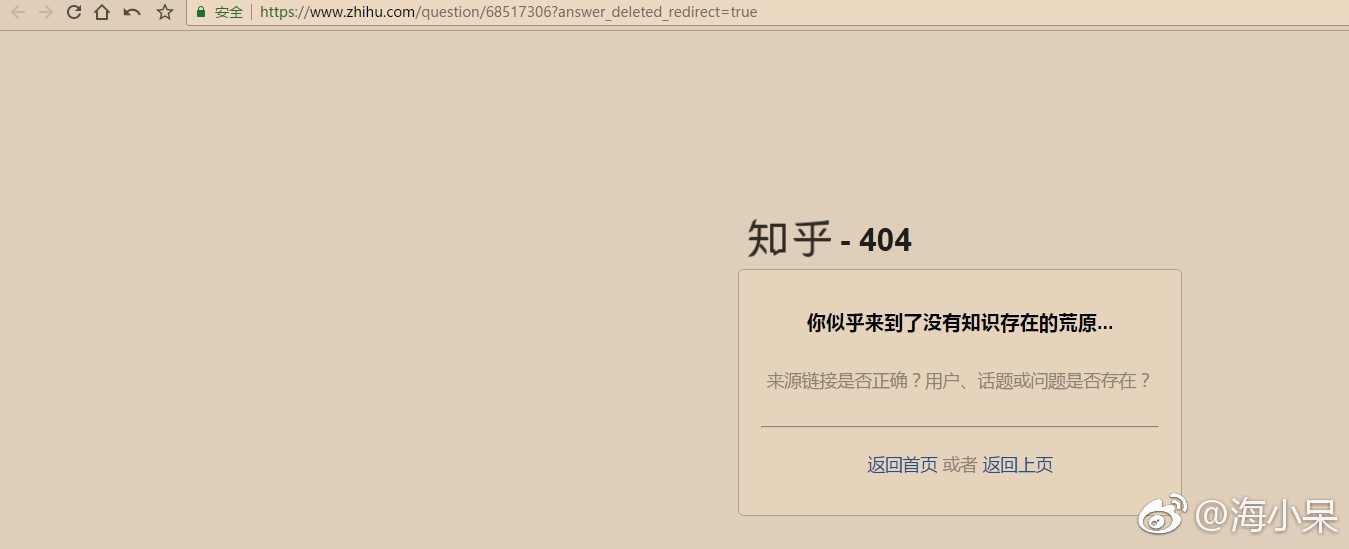 安全 | https://www.zhihu.com/question/68517306?answer_deleted_redirect=true
知乎 - 404
你似乎来到了没有知识存在的荒原...
来源链接是否正确？用户、话题或问题是否存在？
返回首页 或者 返回上页
@海小呆